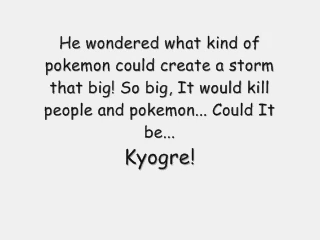 He wondered what kind of
pokemon could create a storm
that big! So big, It would kill
people and pokemon... Could It
be...
Kyogre!